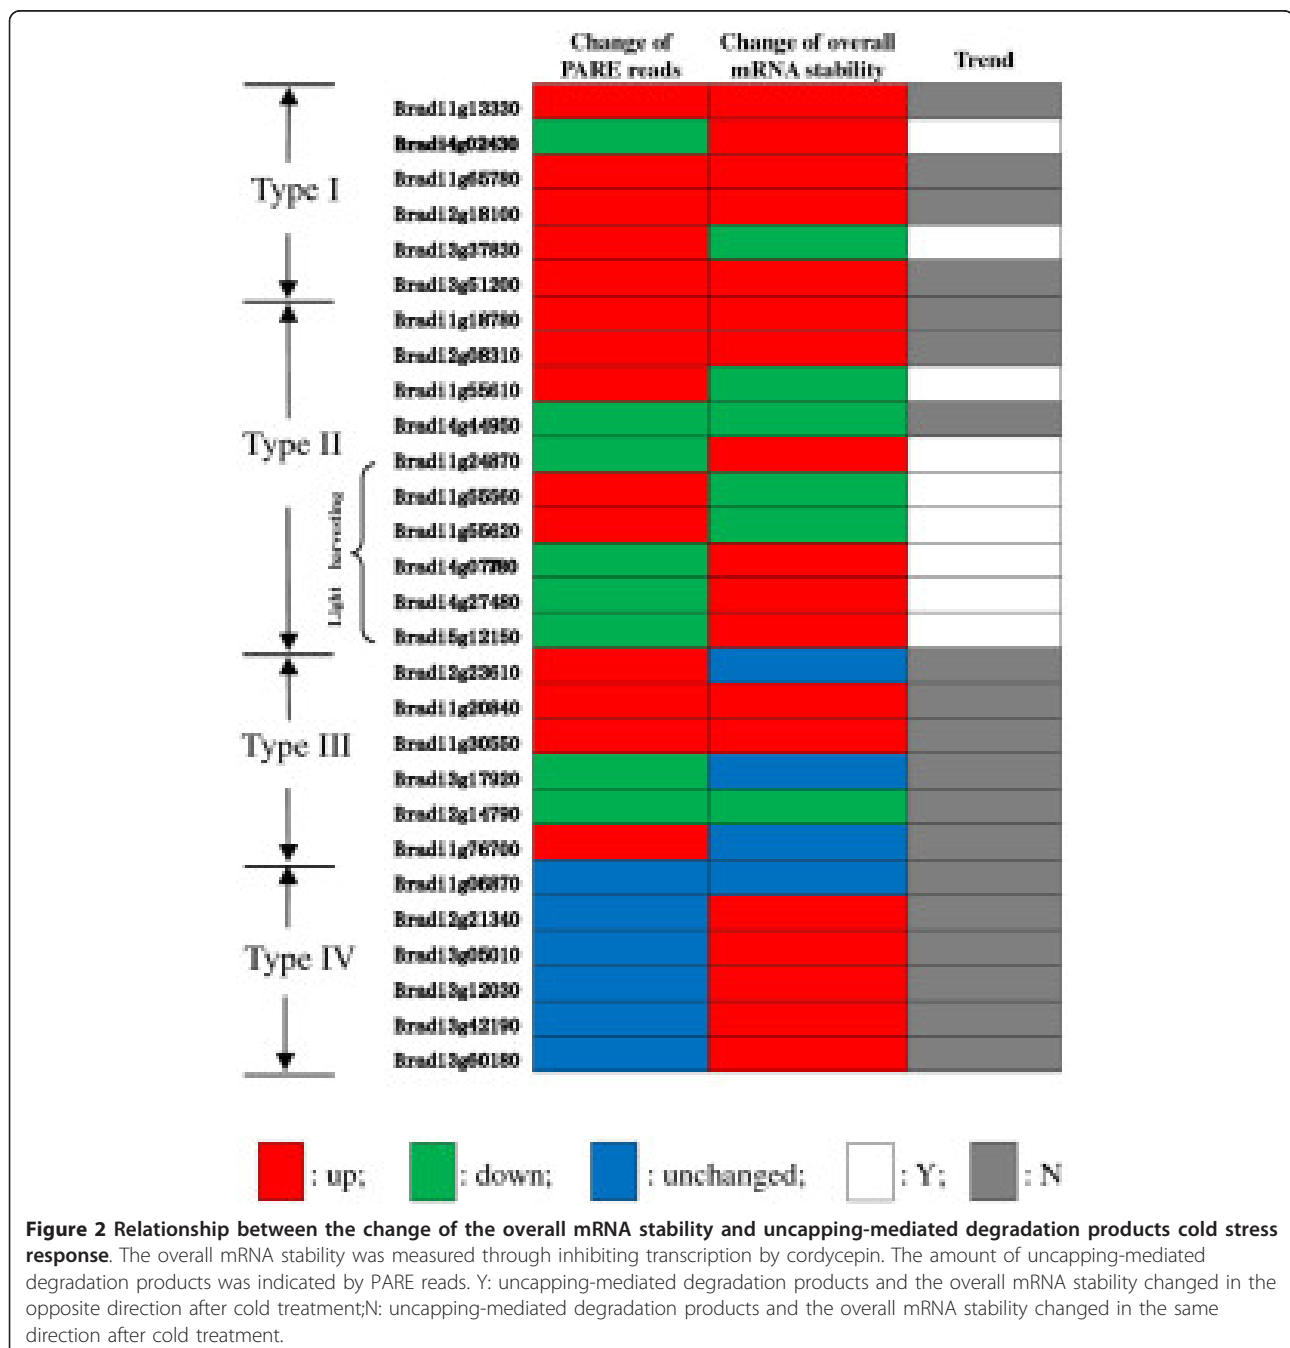 Change of PARE reads
Change of overall mRNA stability
Trend
Type I
Type II
Light harvesting
Type III
Type IV
Bradi1g13330
Bradi4g02430
Bradi1g65780
Bradi2g18100
Bradi3g37830
Bradi3g51200
Bradi1g18780
Bradi2g08310
Bradi1g55610
Bradi4g44950
Bradi1g24870
Bradi1g55560
Bradi1g55620
Bradi4g07780
Bradi4g27480
Bradi5g12150
Bradi2g23610
Bradi1g20840
Bradi1g30550
Bradi3g17920
Bradi2g14790
Bradi1g76700
Bradi1g06870
Bradi2g21340
Bradi3g05010
Bradi3g12030
Bradi3g42190
Bradi3g60180
: up; : down; : unchanged; : Y; : N
Figure 2 Relationship between the change of the overall mRNA stability and uncapping-mediated degradation products cold stress
response. The overall mRNA stability was measured through inhibiting transcription by cordycepin. The amount of uncapping-mediated
degradation products was indicated by PARE reads. Y: uncapping-mediated degradation products and the overall mRNA stability changed in the
opposite direction after cold treatment;N: uncapping-mediated degradation products and the overall mRNA stability changed in the same
direction after cold treatment.